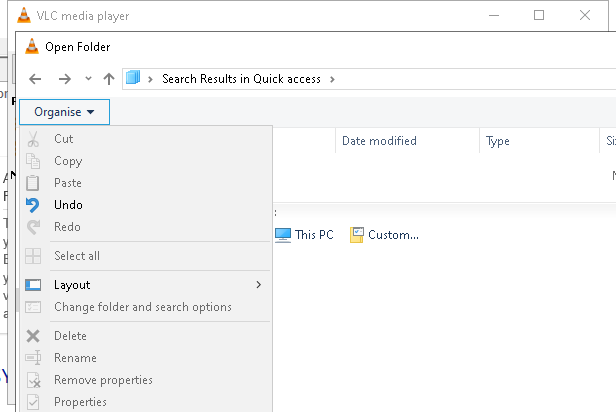 VLC media player
Open Folder
Search Results in Quick access
Organise
Date modified
Type
Cut
Copy
Paste
Undo
Redo
Select all
This PC
Custom...
Layout
Change folder and search options
Delete
Rename
Remove properties
Properties